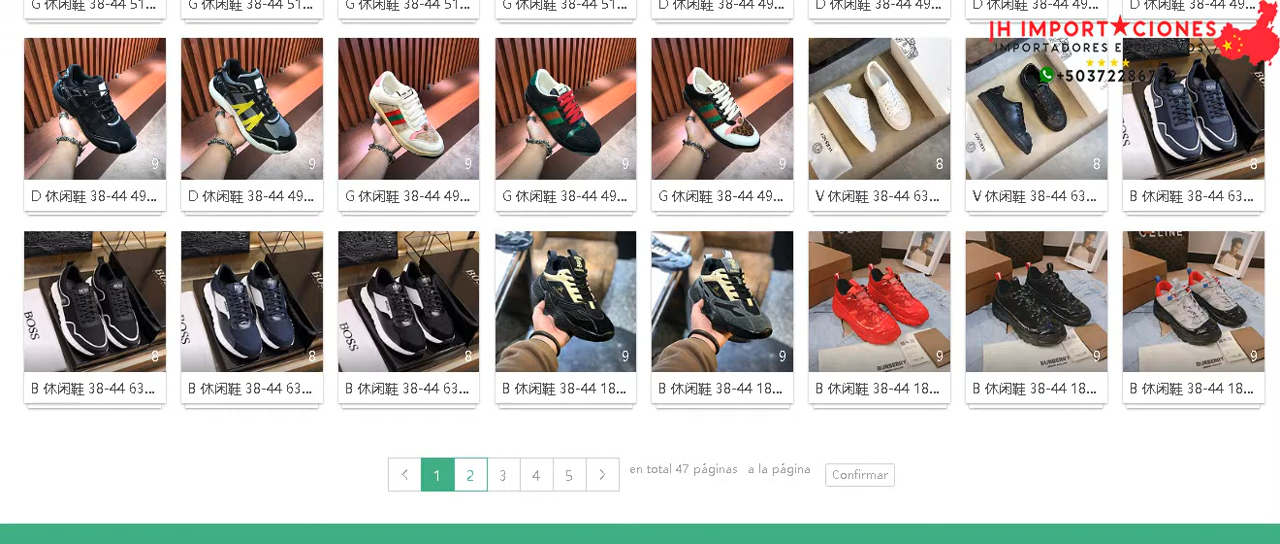 G 休闲鞋 38-44 51...
G 休闲鞋 38-44 51...
G 休闲鞋 38-44 51...
G 休闲鞋 38-44 51...
D 休闲鞋 38-44 49...
D 休闲鞋 38-44 49...
D 休闲鞋 38-44 49...
D 休闲鞋 38-44 49...
JH IMPORT★CIONES
IMPORTADORES EXCLUSIVOS
9
9
9
9
9
8
8
D 休闲鞋 38-44 49...
D 休闲鞋 38-44 49...
G 休闲鞋 38-44 49...
G 休闲鞋 38-44 49...
G 休闲鞋 38-44 49...
V 休闲鞋 38-44 63...
V 休闲鞋 38-44 63...
B 休闲鞋 38-44 63...
BOSS
BOSS
BOSS
CELINE
BURBERRY
BURBERRY
BURBERRY
8
8
8
9
9
9
9
9
B 休闲鞋 38-44 63...
B 休闲鞋 38-44 63...
B 休闲鞋 38-44 63...
B 休闲鞋 38-44 18...
B 休闲鞋 38-44 18...
B 休闲鞋 38-44 18...
B 休闲鞋 38-44 18...
B 休闲鞋 38-44 18...
< 1 2 3 4 5 > en total 47 páginas a la página Confirmar